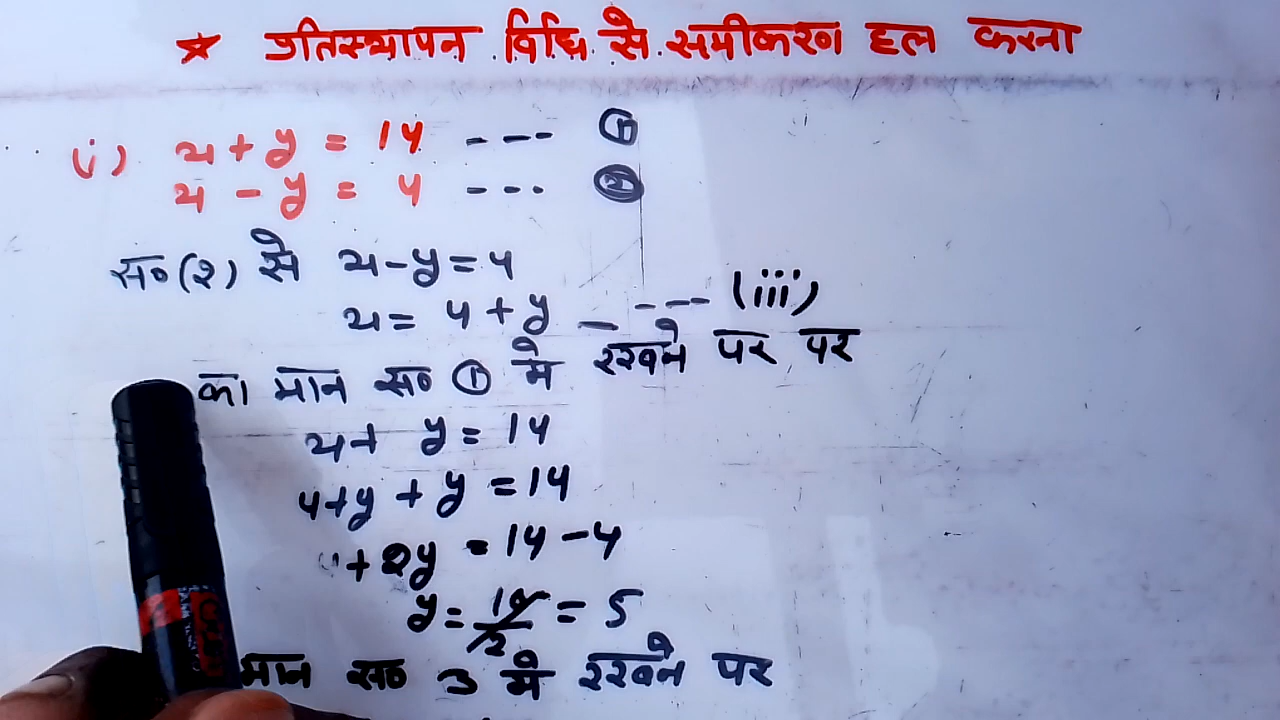 ★ प्रतिस्थापन विधि से समीकरण हल करना
(i) x + y = 14 - - - ①
x - y = 4 - - - ②
स० (२) से x - y = 4
x = 4 + y - - - - (iii)
का मान स० ① मे रखने पर पर
x + y = 14
4 + y + y = 14
+ 2y = 14 - 4
y = 10/2 = 5
मान स० 3 मे रखने पर